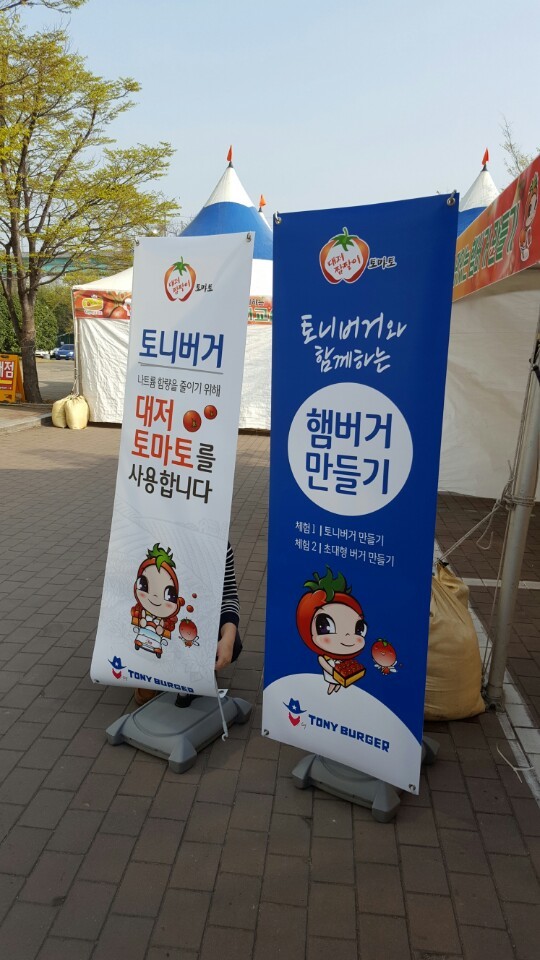 대저
짭짤이
토마토
토니버거
나트륨 함량을 줄이기 위해
대저
토마토를
사용합니다
TONY BURGER
대저
짭짤이
토마토
토니버거와
함께하는
햄버거
만들기
체험 1 | 토니버거 만들기
체험 2 | 초대형 버거 만들기
by TONY BURGER